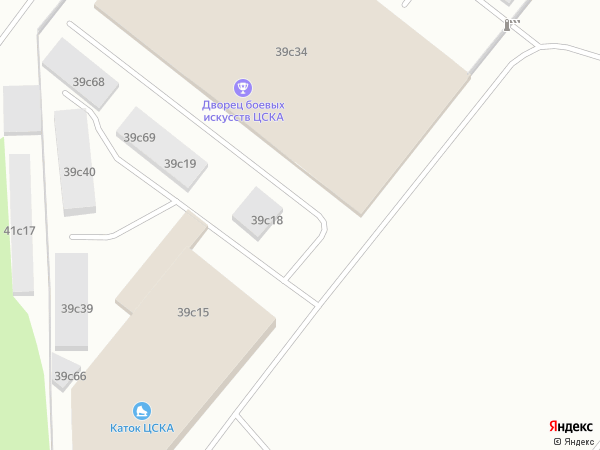 39с34
39с68
Дворец боевых
искусств ЦСКА
39с69
39с19
39с40
39с18
41с17
39с39
39с15
39с66
Каток ЦСКА
Яндекс
© Яндекс